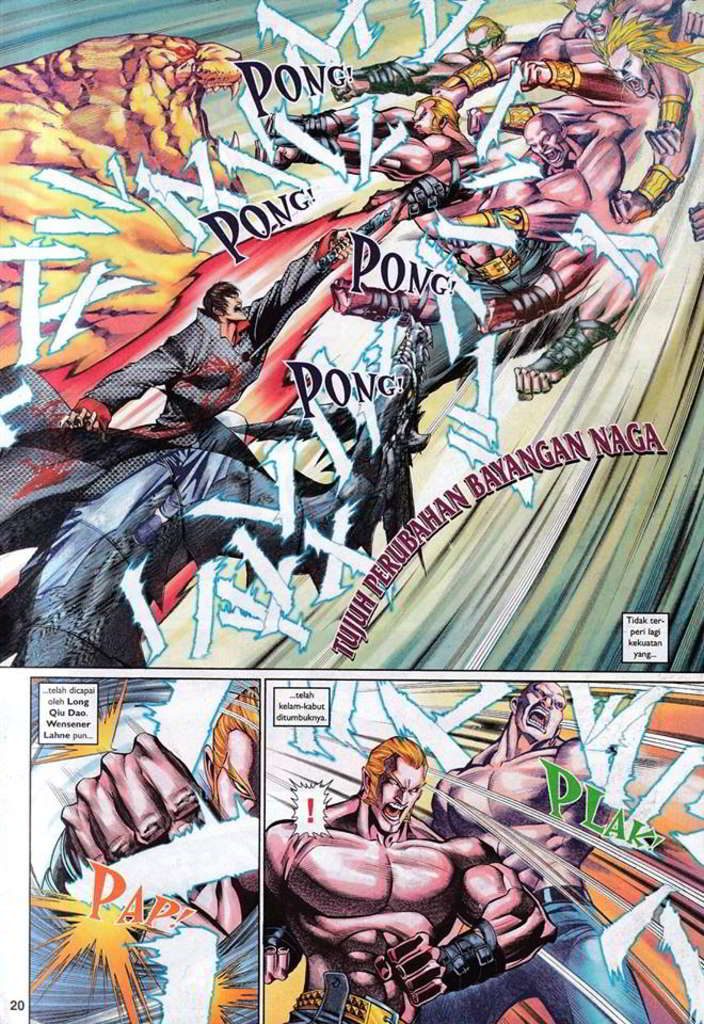 PONG!
PONG!
PONG!
PONG!
TUJUH PERUBAHAN BAYANGAN NAGA
Tidak ter-
peri lagi
kekuatan
yang...
...telah dicapai
oleh Long
Qiu Dao.
Wensener
Lahne pun...
PAP!
...telah
kelam-kabut
ditumbuknya.
!
PLAK!
20